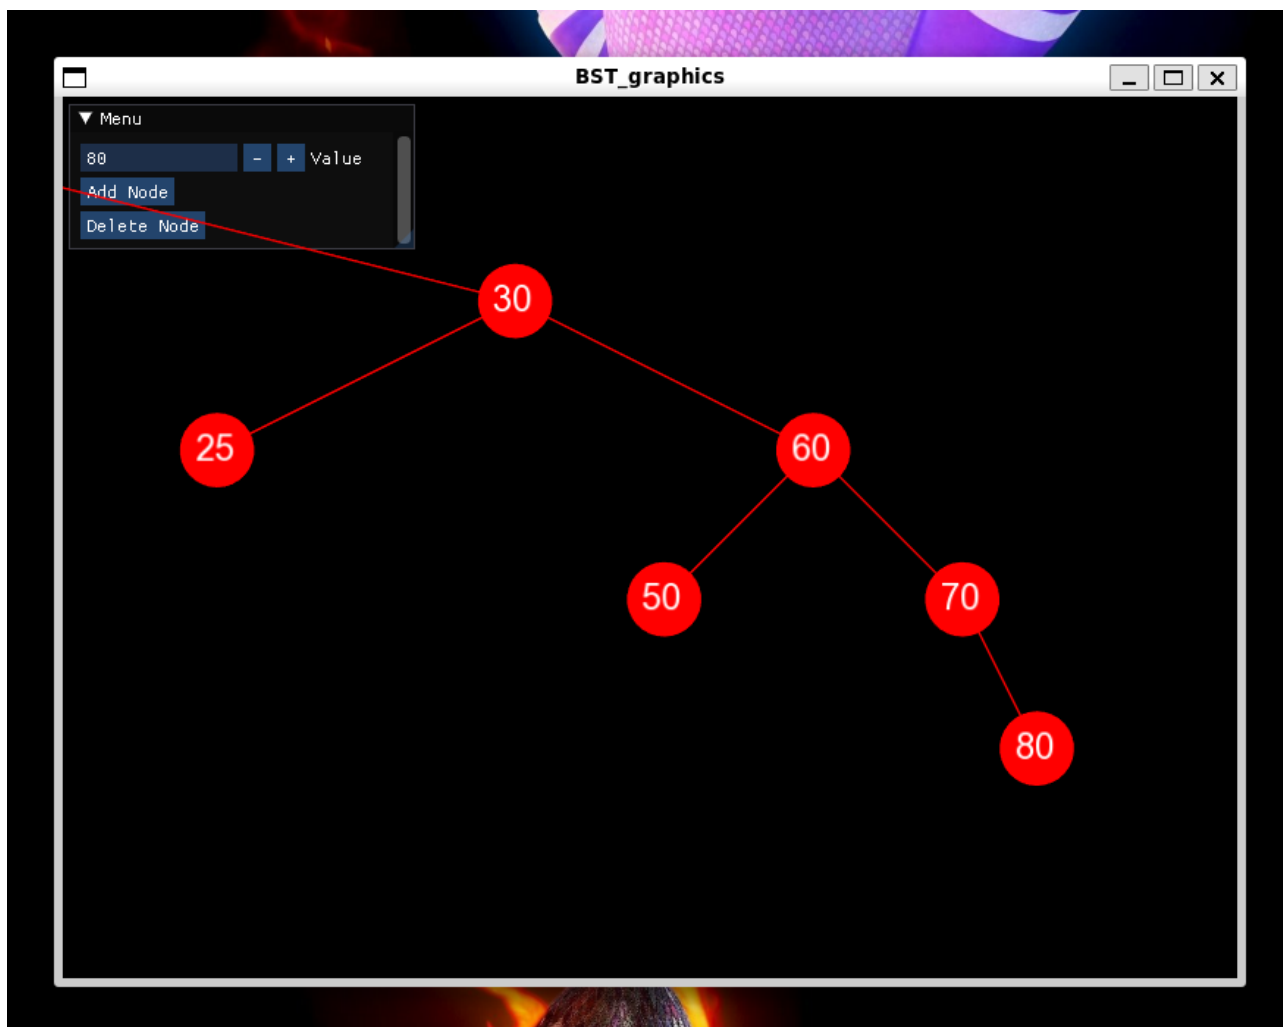 BST_graphics
Menu
80 - + Value
Add Node
Delete Node
30
25
60
50
70
80